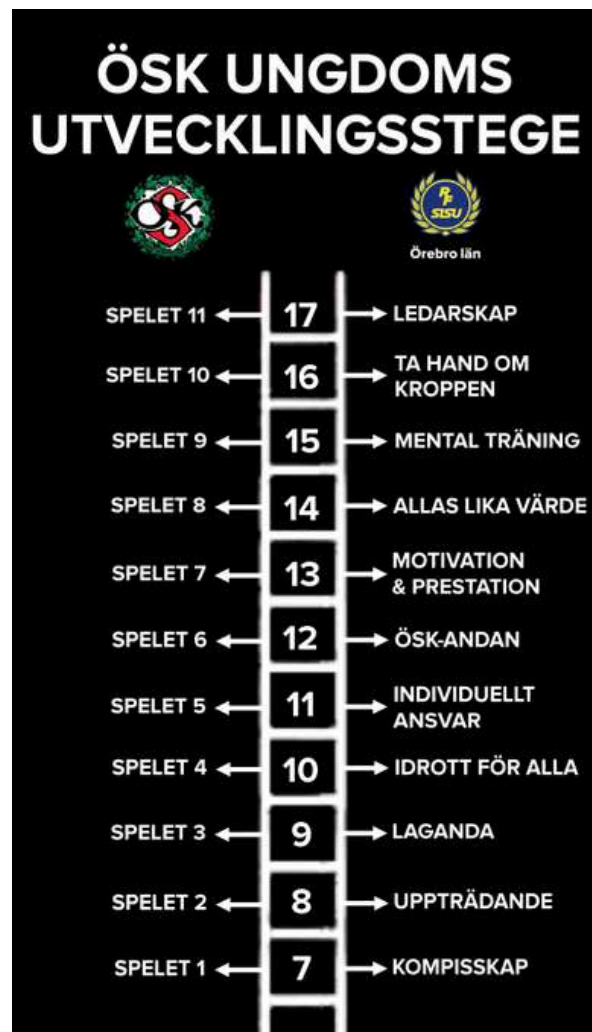 ÖSK UNGDOMS
UTVECKLINGSSTEGE
ÖSK
RF
SISU
Örebro län
SPELET 11 17 LEDARSKAP
SPELET 10 16 TA HAND OM
KROPPEN
SPELET 9 15 MENTAL TRÄNING
SPELET 8 14 ALLAS LIKA VÄRDE
SPELET 7 13 MOTIVATION
& PRESTATION
SPELET 6 12 ÖSK-ANDAN
SPELET 5 11 INDIVIDUELLT
ANSVAR
SPELET 4 10 IDROTT FÖR ALLA
SPELET 3 9 LAGANDA
SPELET 2 8 UPPTRÄDANDE
SPELET 1 7 KOMPISSKAP